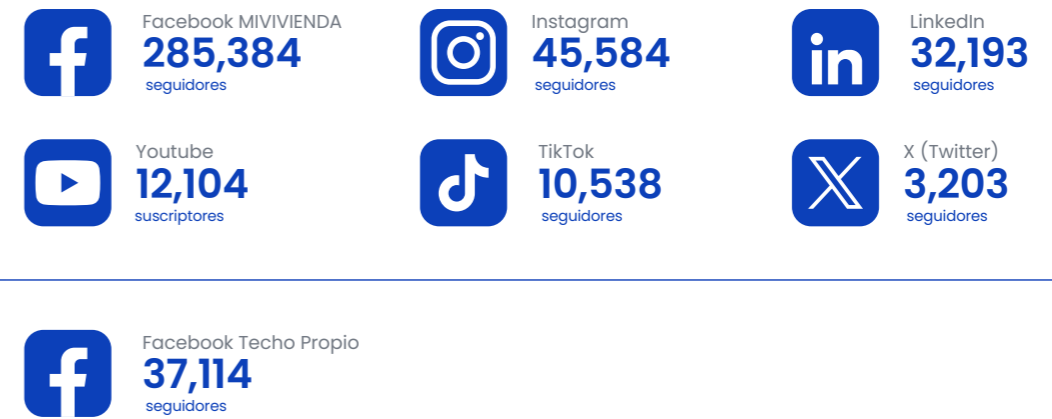 Facebook MIVIVIENDA
285,384
seguidores
Instagram
45,584
seguidores
LinkedIn
32,193
seguidores
Youtube
12,104
suscriptores
TikTok
10,538
seguidores
X (Twitter)
3,203
seguidores
Facebook Techo Propio
37,114
seguidores